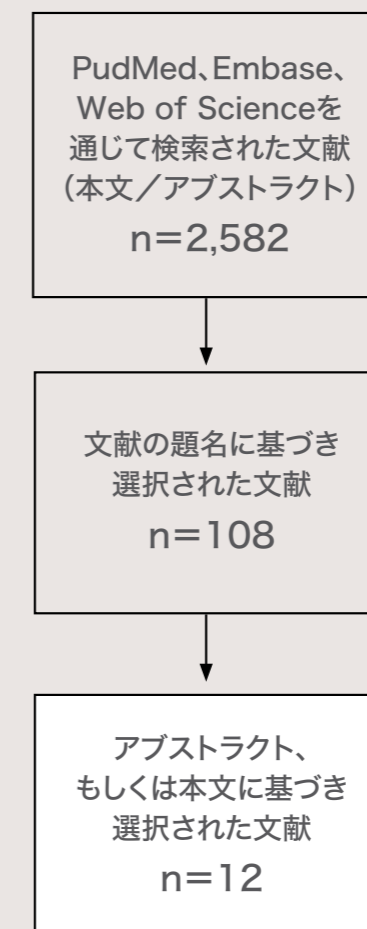 PudMed、Embase、
Web of Scienceを
通じて検索された文献
（本文／アブストラクト）
n＝2,582
文献の題名に基づき
選択された文献
n＝108
アブストラクト、
もしくは本文に基づき
選択された文献
n＝12